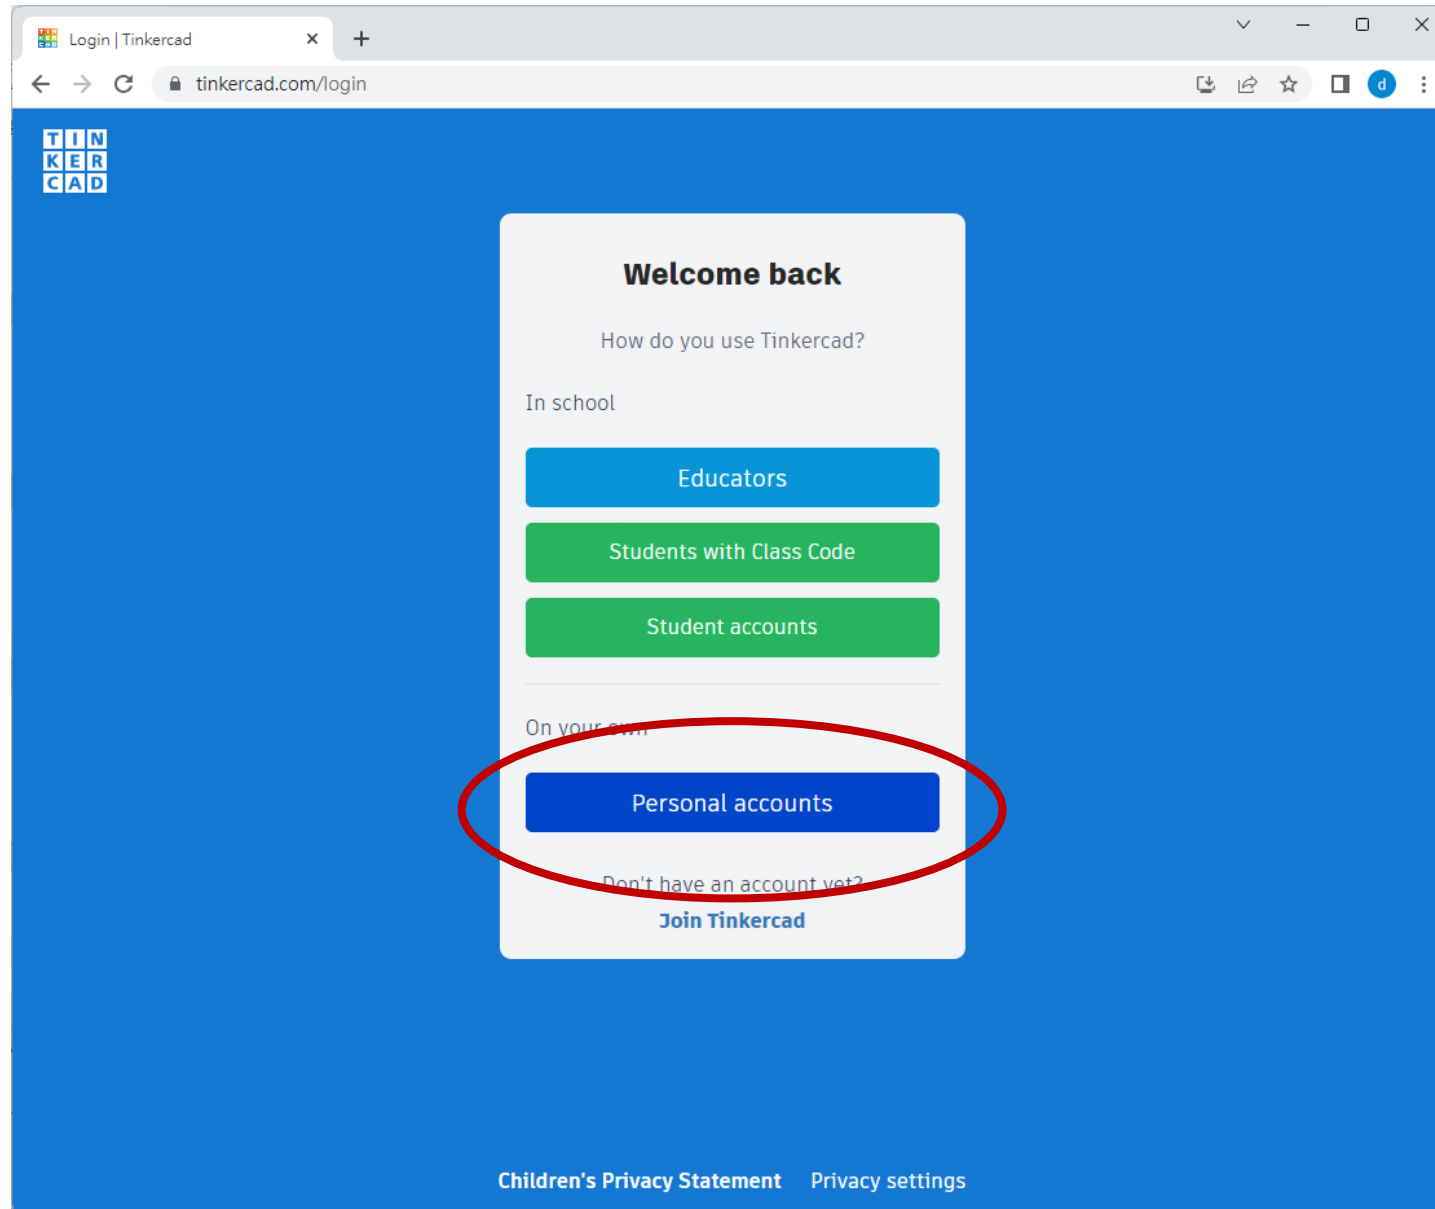 Login | Tinkercad
tinkercad.com/login
d
TIN
KER
CAD
Welcome back
How do you use Tinkercad?
In school
Educators
Students with Class Code
Student accounts
On your own
Personal accounts
Don't have an account yet?
Join Tinkercad
Children's Privacy Statement Privacy settings